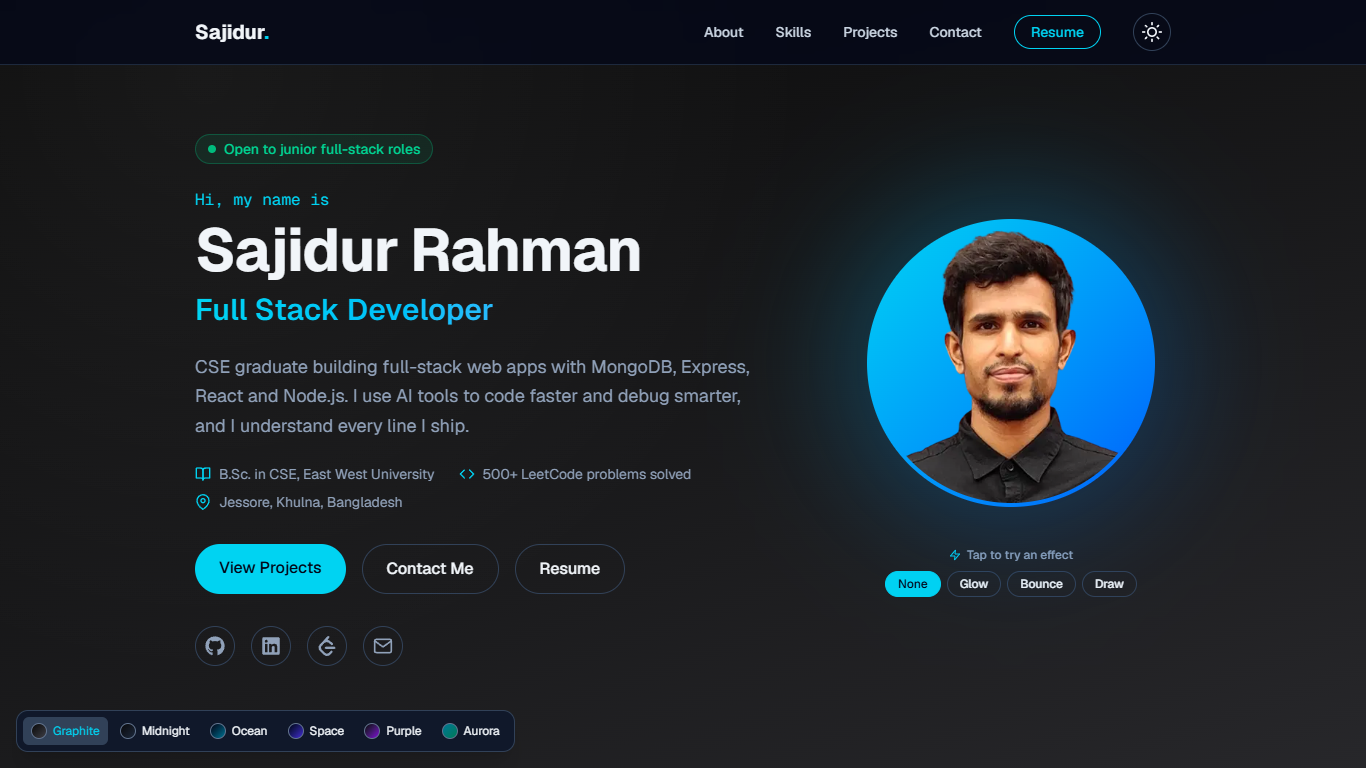 Sajidur.
About Skills Projects Contact Resume
Open to junior full-stack roles
Hi, my name is
Sajidur Rahman
Full Stack Developer
CSE graduate building full-stack web apps with MongoDB, Express,
React and Node.js. I use AI tools to code faster and debug smarter,
and I understand every line I ship.
B.Sc. in CSE, East West University 500+ LeetCode problems solved
Jessore, Khulna, Bangladesh
View Projects Contact Me Resume
Tap to try an effect
None Glow Bounce Draw
Graphite Midnight Ocean Space Purple Aurora